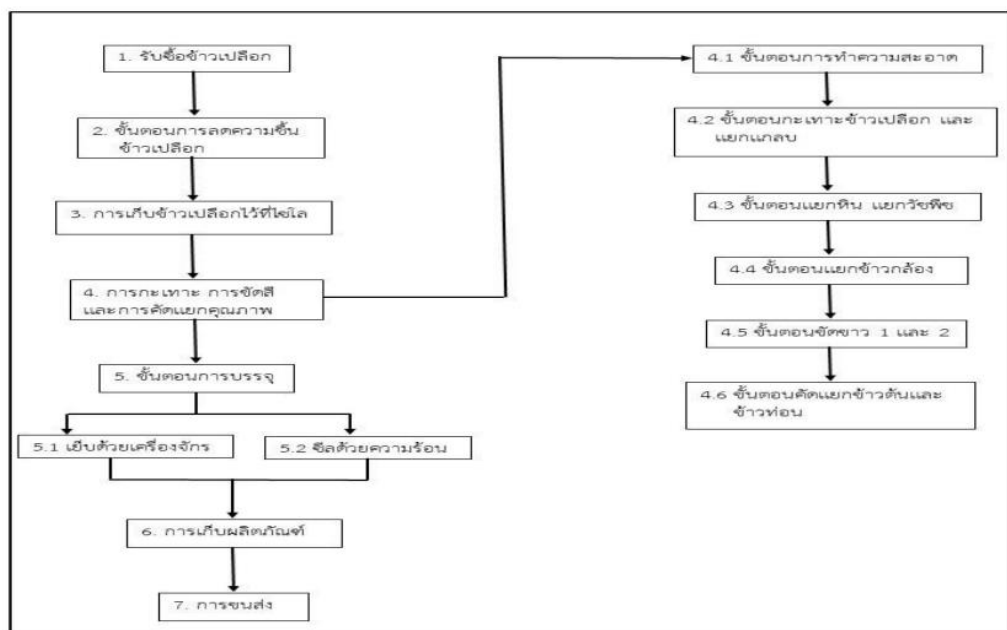 1. รับซื้อข้าวเปลือก
2. ขั้นตอนการลดความชื้น
ข้าวเปลือก
3. การเก็บข้าวเปลือกไว้ที่ไซโล
4. การกะเทาะ การขัดสี
และการคัดแยกคุณภาพ
5. ขั้นตอนการบรรจุ
5.1 เย็บด้วยเครื่องจักร
5.2 ซีลด้วยความร้อน
6. การเก็บผลิตภัณฑ์
7. การขนส่ง
4.1 ขั้นตอนการทำความสะอาด
4.2 ขั้นตอนกะเทาะข้าวเปลือก และ
แยกแกลบ
4.3 ขั้นตอนแยกหิน แยกวัชพืช
4.4 ขั้นตอนแยกข้าวกล้อง
4.5 ขั้นตอนขัดขาว 1 และ 2
4.6 ขั้นตอนคัดแยกข้าวต้นและ
ข้าวท่อน